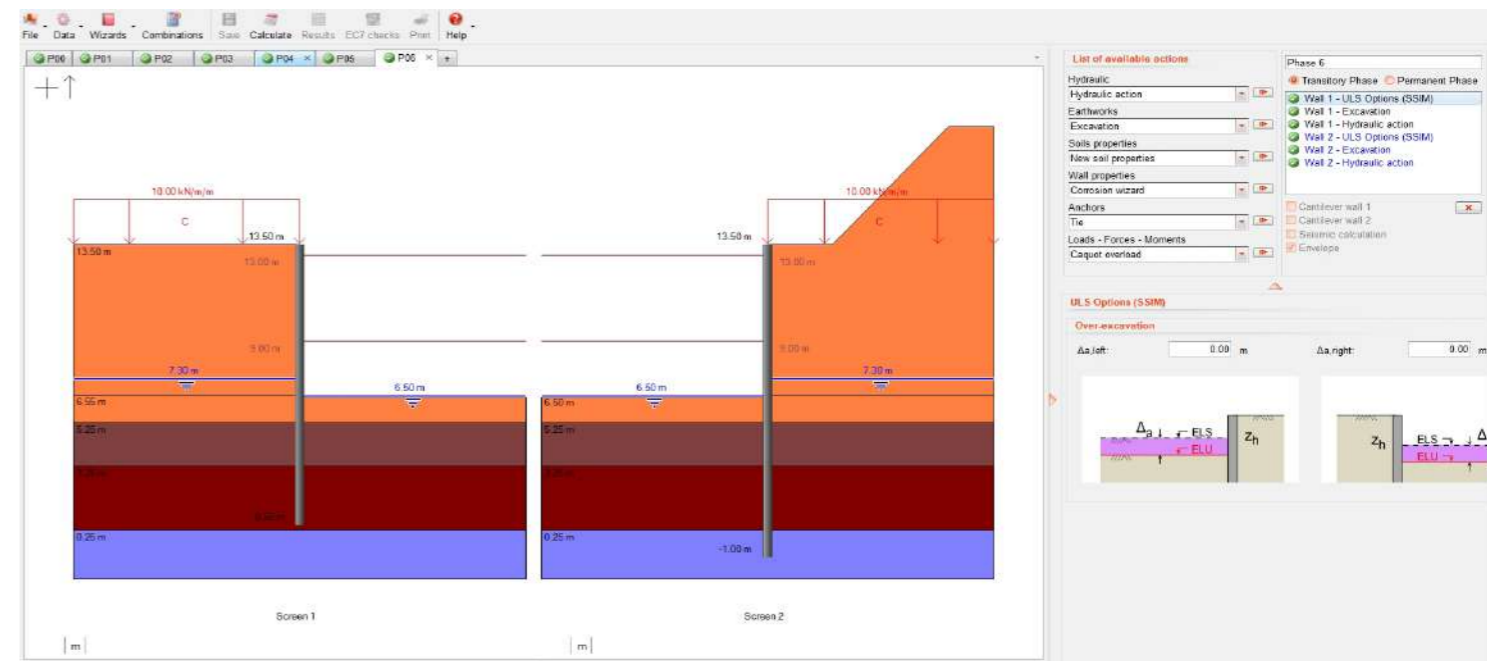 File Data Wizards Combinations Save Calculate Results EC7 checks Print Help
P00 P01 P02 P03 P04 × P05 P06 × +
List of available actions
Hydraulic
Hydraulic action
Earthworks
Excavation
Soils properties
New soil properties
Wall properties
Corrosion wizard
Anchors
Tie
Loads - Forces - Moments
Caquot overload
Phase 6
Transitory Phase Permanent Phase
Wall 1 - ULS Options (SSIM)
Wall 1 - Excavation
Wall 1 - Hydraulic action
Wall 2 - ULS Options (SSIM)
Wall 2 - Excavation
Wall 2 - Hydraulic action
Cantilever wall 1
Cantilever wall 2
Seismic calculation
Envelope
ULS Options (SSIM)
Over-excavation
Δa,left: 0.00 m Δa,right: 0.00 m
Δa ELS zh
ELU
zh ELS Δ
ELU
10.00 kN/m/m
C
13.50 m
13.50 m
13.00 m
9.00 m
7.30 m
6.50 m
6.55 m
5.25 m
0.25 m
Screen 1
m
10.00 kN/m/m
C
13.50 m
13.00 m
9.00 m
7.30 m
6.50 m
6.50 m
5.25 m
0.25 m
-1.00 m
Screen 2
m